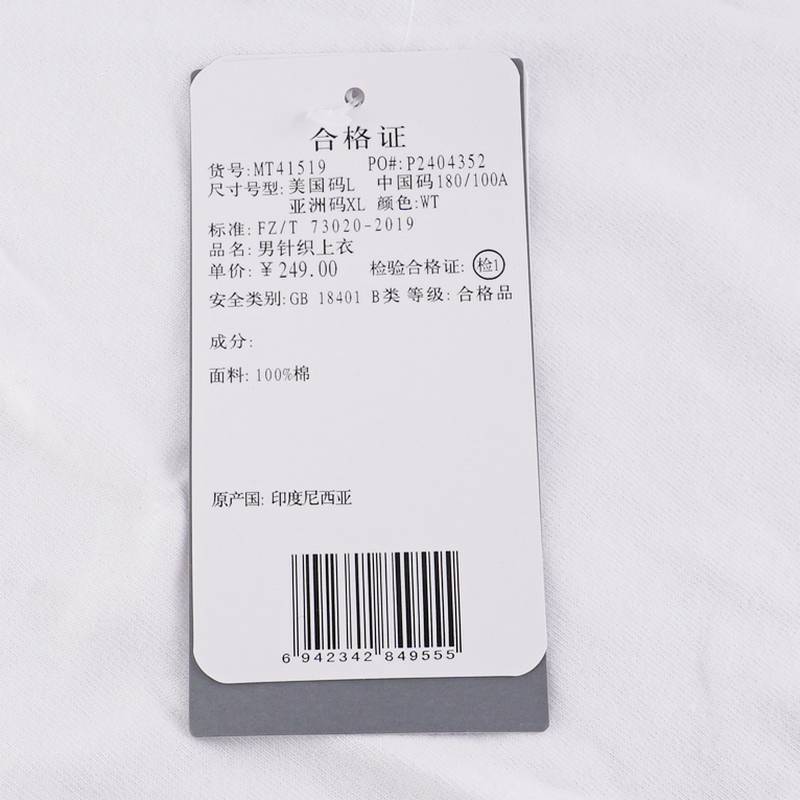 合格证
货号:MT41519 PO#:P2404352
尺寸号型:美国码L 中国码180/100A
亚洲码XL 颜色:WT
标准:FZ/T 73020-2019
品名:男针织上衣
单价:￥249.00 检验合格证:检1
安全类别:GB 18401 B类 等级:合格品
成分:
面料:100%棉
原产国:印度尼西亚
6 942342 849555